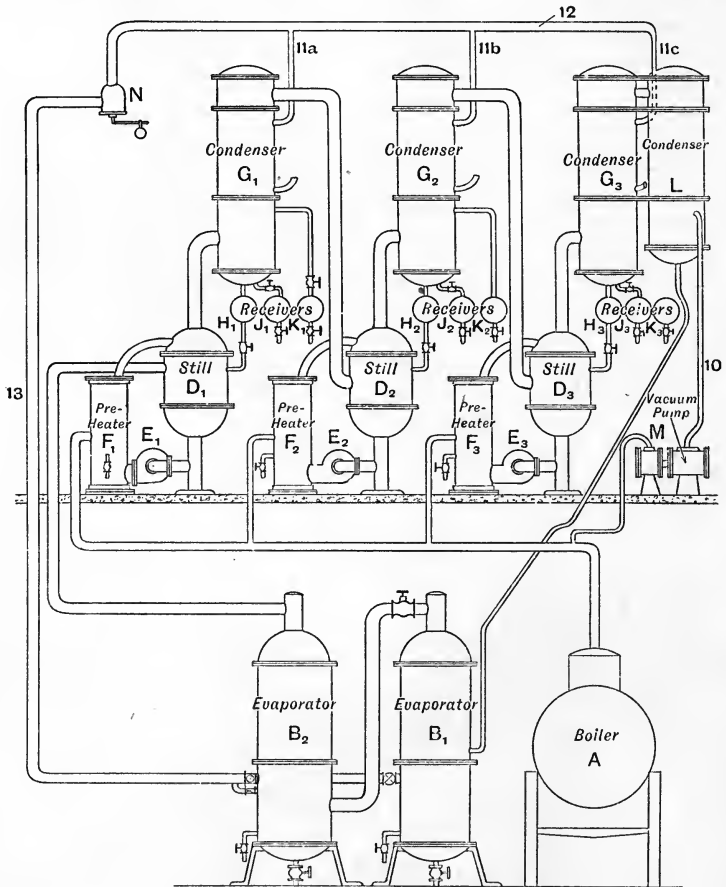 12
11a
11b
11c
N
Condenser
G1
Condenser
G2
Condenser
G3
Condenser
L
Receivers
H1
J1
K1
Receivers
H2
J2
K2
Receivers
H3
J3
K3
13
10
Still
D1
Still
D2
Still
D3
Pre-
Heater
F1
E1
Pre-
Heater
F2
E2
Pre-
Heater
F3
E3
M
Vacuum
Pump
Evaporator
B2
Evaporator
B1
Boiler
A